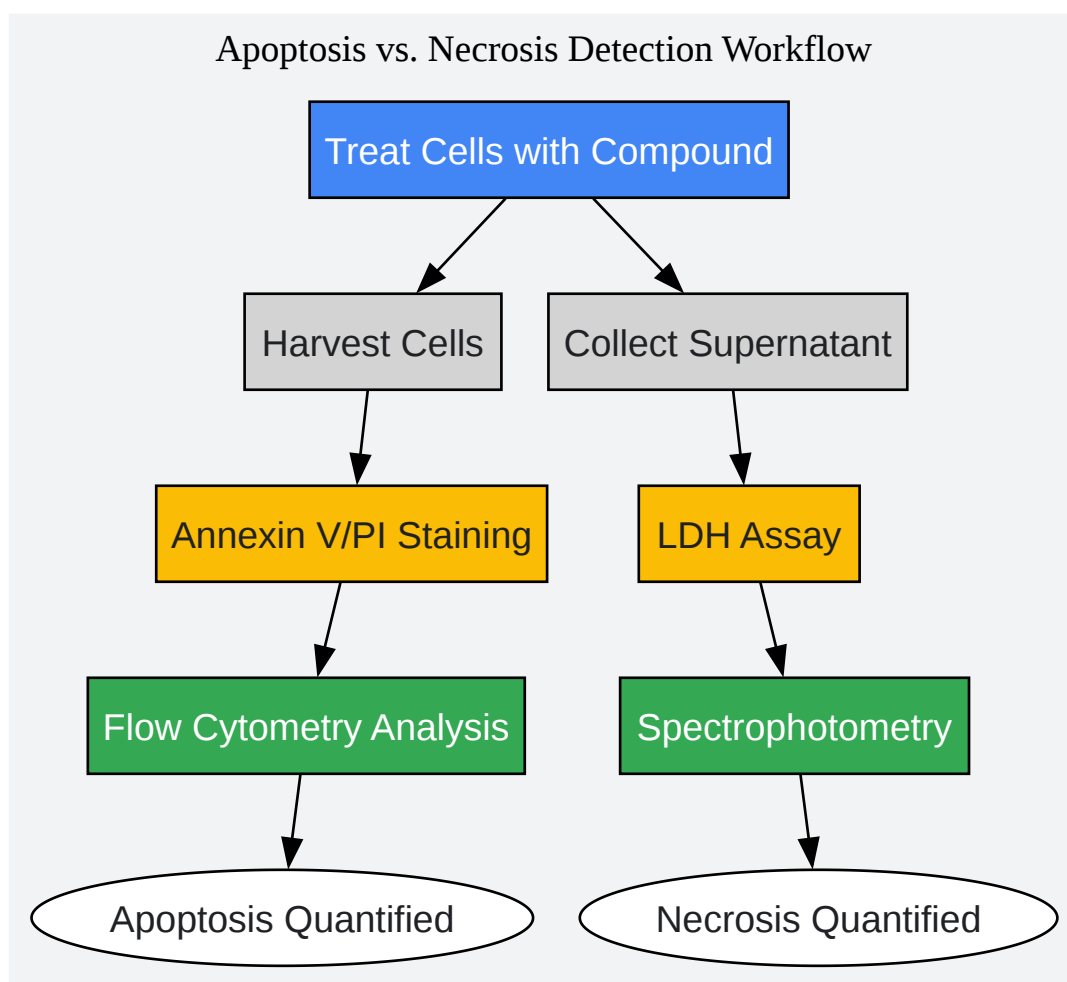 Apoptosis vs. Necrosis Detection Workflow
Treat Cells with Compound
Harvest Cells
Collect Supernatant
Annexin V/PI Staining
LDH Assay
Flow Cytometry Analysis
Spectrophotometry
Apoptosis Quantified
Necrosis Quantified